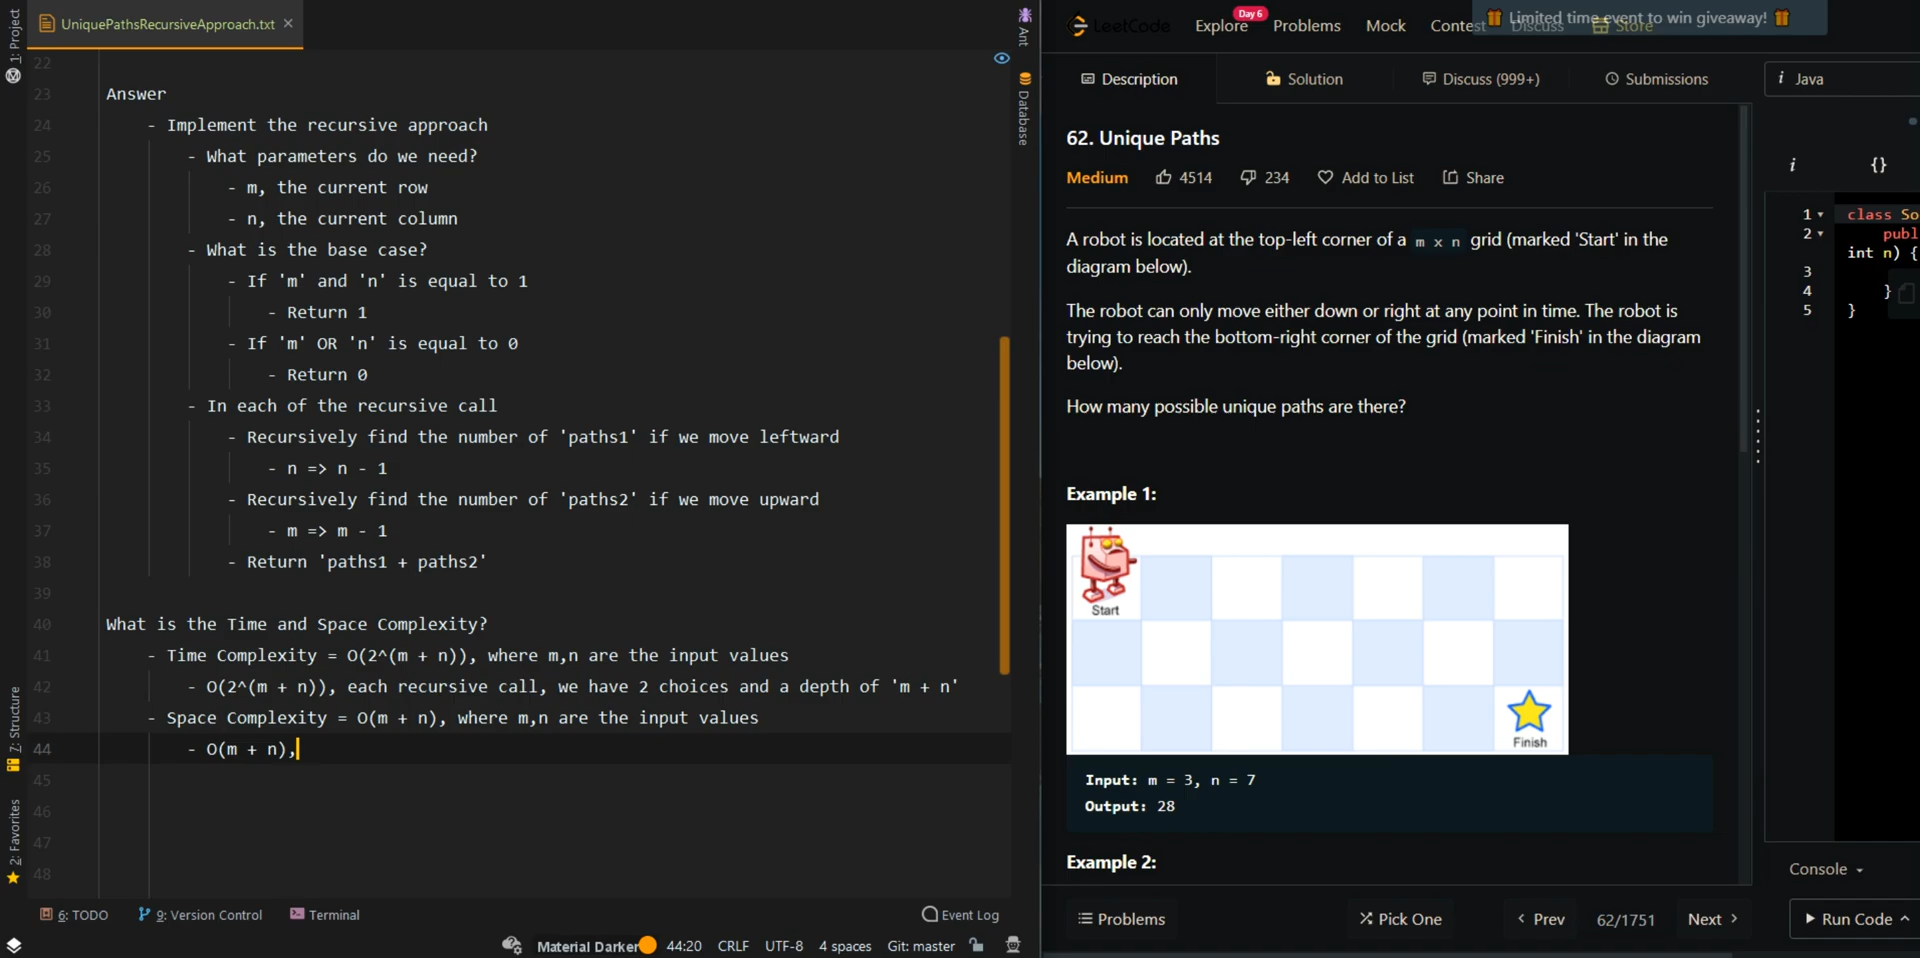 1: Project
UniquePathsRecursiveApproach.txt
22
23 Answer
24 - Implement the recursive approach
25 - What parameters do we need?
26 - m, the current row
27 - n, the current column
28 - What is the base case?
29 - If 'm' and 'n' is equal to 1
30 - Return 1
31 - If 'm' OR 'n' is equal to 0
32 - Return 0
33 - In each of the recursive call
34 - Recursively find the number of 'paths1' if we move leftward
35 - n => n - 1
36 - Recursively find the number of 'paths2' if we move upward
37 - m => m - 1
38 - Return 'paths1 + paths2'
39
40 What is the Time and Space Complexity?
41 - Time Complexity = O(2^(m + n)), where m,n are the input values
42 - O(2^(m + n)), each recursive call, we have 2 choices and a depth of 'm + n'
43 - Space Complexity = O(m + n), where m,n are the input values
44 - O(m + n),
45
46
47
48
7: Structure
2: Favorites
Ant
Database
6: TODO 9: Version Control Terminal Event Log
Material Darker 44:20 CRLF UTF-8 4 spaces Git: master
LeetCode Explore Day 6 Problems Mock Contest Discuss Store
Limited time event to win giveaway!
Description Solution Discuss (999+) Submissions
62. Unique Paths
Medium 4514 234 Add to List Share
A robot is located at the top-left corner of a m x n grid (marked 'Start' in the
diagram below).
The robot can only move either down or right at any point in time. The robot is
trying to reach the bottom-right corner of the grid (marked 'Finish' in the diagram
below).
How many possible unique paths are there?
Example 1:
Start
Finish
Input: m = 3, n = 7
Output: 28
Example 2:
Problems Pick One Prev 62/1751 Next
i Java
i {}
1 class So
2 publ
int n) {
3
4 }
5 }
Console
Run Code